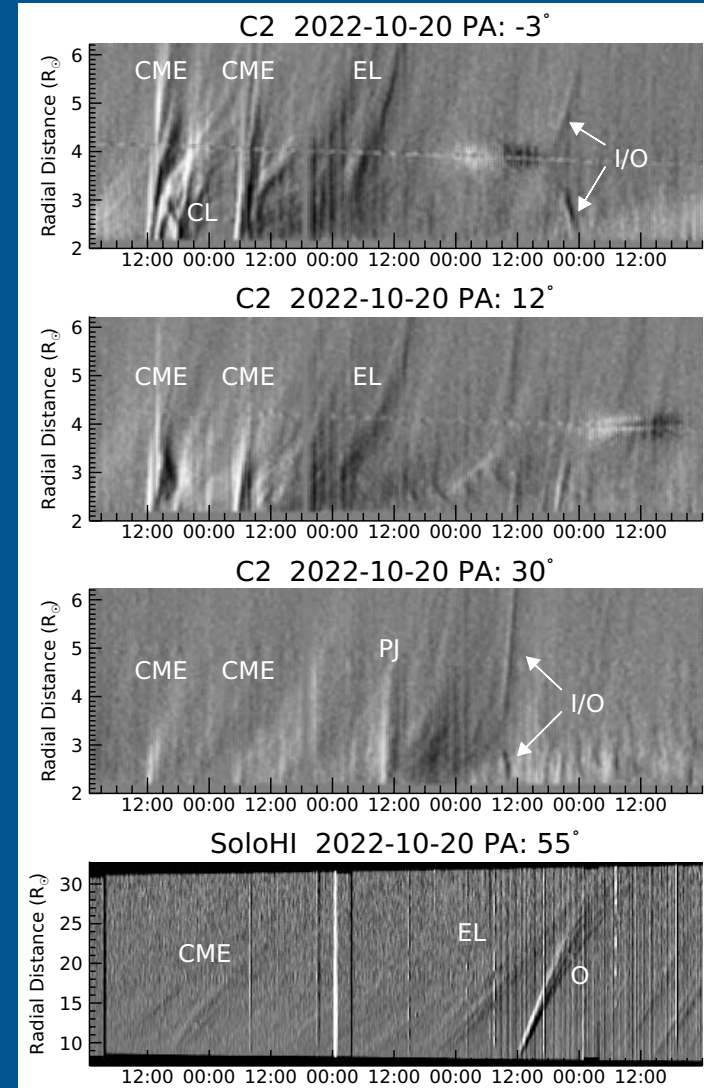 C2 2022-10-20 PA: -3°
Radial Distance (R☉)
6
5
4
3
2
CME CME EL
I/O
CL
12:00 00:00 12:00 00:00 12:00 00:00 12:00 00:00 12:00
C2 2022-10-20 PA: 12°
Radial Distance (R☉)
6
5
4
3
2
CME CME EL
12:00 00:00 12:00 00:00 12:00 00:00 12:00 00:00 12:00
C2 2022-10-20 PA: 30°
Radial Distance (R☉)
6
5
4
3
2
PJ
CME CME
I/O
12:00 00:00 12:00 00:00 12:00 00:00 12:00 00:00 12:00
SoloHI 2022-10-20 PA: 55°
Radial Distance (R☉)
30
25
20
15
10
EL
CME
O
12:00 00:00 12:00 00:00 12:00 00:00 12:00 00:00 12:00